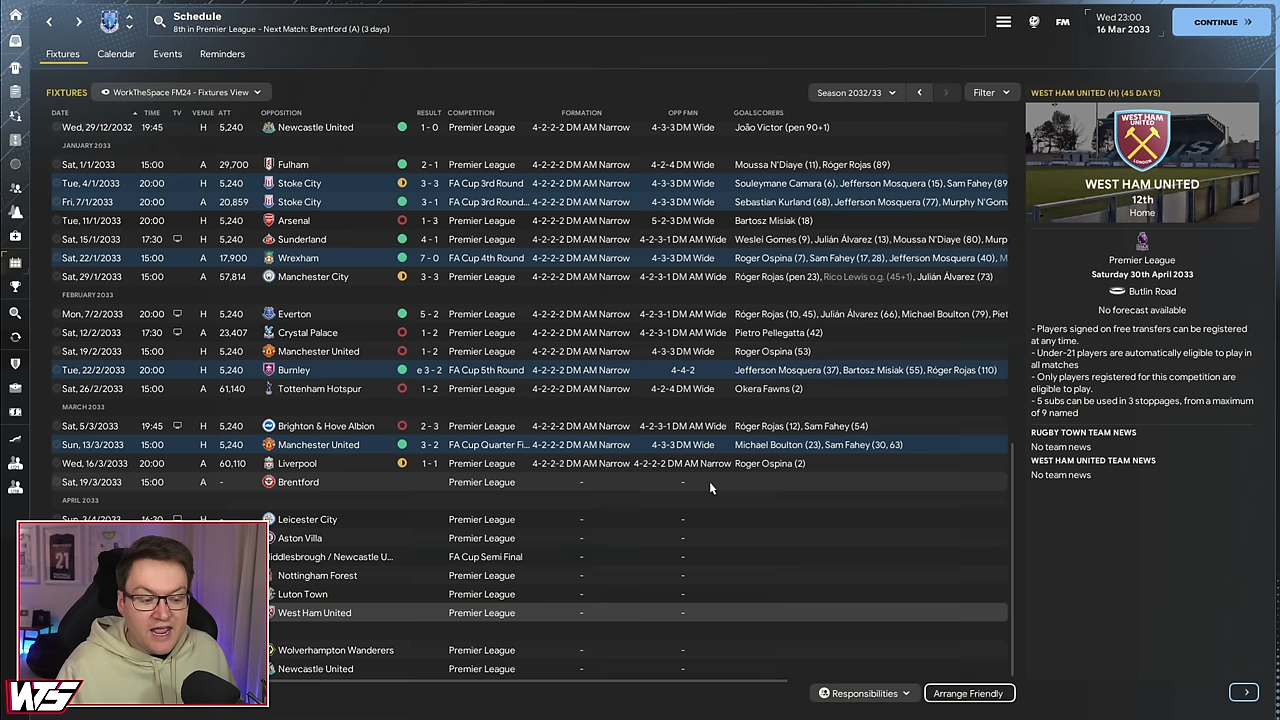 Schedule
8th in Premier League - Next Match: Brentford (A) (3 days)
FM
Wed 23:00
16 Mar 2033
CONTINUE
Fixtures Calendar Events Reminders
FIXTURES WorkTheSpace FM24 - Fixtures View Season 2032/33 Filter
DATE TIME TV VENUE ATT OPPOSITION RESULT COMPETITION FORMATION OPP FMN GOALSCORERS
Wed, 29/12/2032 19:45 H 5,240 Newcastle United 1 - 0 Premier League 4-2-2-2 DM AM Narrow 4-3-3 DM Wide João Victor (pen 90+1)
JANUARY 2033
Sat, 1/1/2033 15:00 A 29,700 Fulham 2 - 1 Premier League 4-2-2-2 DM AM Narrow 4-2-4 DM Wide Moussa N'Diaye (11), Róger Rojas (89)
Tue, 4/1/2033 20:00 H 5,240 Stoke City 3 - 3 FA Cup 3rd Round 4-2-2-2 DM AM Narrow 4-3-3 DM Wide Souleymane Camara (6), Jefferson Mosquera (15), Sam Fahey (89
Fri, 7/1/2033 20:00 A 20,859 Stoke City 3 - 1 FA Cup 3rd Round... 4-2-2-2 DM AM Narrow 4-3-3 DM Wide Sebastian Kurland (68), Jefferson Mosquera (77), Murphy N'Gom
Tue, 11/1/2033 20:00 H 5,240 Arsenal 1 - 3 Premier League 4-2-2-2 DM AM Narrow 5-2-3 DM Wide Bartosz Misiak (18)
Sat, 15/1/2033 17:30 H 5,240 Sunderland 4 - 1 Premier League 4-2-2-2 DM AM Narrow 4-2-3-1 DM AM Wide Weslei Gomes (9), Julián Álvarez (13), Moussa N'Diaye (80), Murp
Sat, 22/1/2033 15:00 A 17,900 Wrexham 7 - 0 FA Cup 4th Round 4-2-2-2 DM AM Narrow 4-2-3-1 DM AM Wide Roger Ospina (7), Sam Fahey (17, 28), Jefferson Mosquera (40), M
Sat, 29/1/2033 15:00 A 57,814 Manchester City 3 - 3 Premier League 4-2-2-2 DM AM Narrow 4-2-3-1 DM AM Wide Róger Rojas (pen 23), Rico Lewis o.g. (45+1), Julián Álvarez (73)
FEBRUARY 2033
Mon, 7/2/2033 20:00 H 5,240 Everton 5 - 2 Premier League 4-2-2-2 DM AM Narrow 4-2-3-1 DM AM Wide Róger Rojas (10, 45), Julián Álvarez (66), Michael Boulton (79), Piet
Sat, 12/2/2033 17:30 A 23,407 Crystal Palace 1 - 2 Premier League 4-2-2-2 DM AM Narrow 4-2-3-1 DM AM Wide Pietro Pellegatta (42)
Sat, 19/2/2033 15:00 H 5,240 Manchester United 1 - 2 Premier League 4-2-2-2 DM AM Narrow 4-3-3 DM Wide Roger Ospina (53)
Tue, 22/2/2033 20:00 H 5,240 Burnley e 3 - 2 FA Cup 5th Round 4-2-2-2 DM AM Narrow 4-4-2 Jefferson Mosquera (37), Bartosz Misiak (55), Róger Rojas (110)
Sat, 26/2/2033 15:00 A 61,140 Tottenham Hotspur 1 - 2 Premier League 4-2-2-2 DM AM Narrow 4-2-4 DM Wide Okera Fawns (2)
MARCH 2033
Sat, 5/3/2033 19:45 H 5,240 Brighton & Hove Albion 2 - 3 Premier League 4-2-2-2 DM AM Narrow 4-2-3-1 DM AM Wide Róger Rojas (12), Sam Fahey (54)
Sun, 13/3/2033 15:00 H 5,240 Manchester United 3 - 2 FA Cup Quarter Fi... 4-2-2-2 DM AM Narrow 4-3-3 DM Wide Michael Boulton (23), Sam Fahey (30, 63)
Wed, 16/3/2033 20:00 A 60,110 Liverpool 1 - 1 Premier League 4-2-2-2 DM AM Narrow 4-2-2-2 DM AM Narrow Roger Ospina (2)
Sat, 19/3/2033 15:00 A - Brentford Premier League - -
APRIL 2033
Sun, 3/4/2033 16:30 H Leicester City Premier League - -
Aston Villa Premier League - -
iddlesbrough / Newcastle U... FA Cup Semi Final - -
Nottingham Forest Premier League - -
Luton Town Premier League - -
West Ham United Premier League - -
Wolverhampton Wanderers Premier League - -
Newcastle United Premier League - -
Responsibilities Arrange Friendly
WEST HAM UNITED (H) (45 DAYS)
WEST HAM
UNITED
LONDON
WEST HAM UNITED
12th
Home
Premier League
Saturday 30th April 2033
Butlin Road
No forecast available
- Players signed on free transfers can be registered
at any time.
- Under-21 players are automatically eligible to play in
all matches
- Only players registered for this competition are
eligible to play.
- 5 subs can be used in 3 stoppages, from a maximum
of 9 named
RUGBY TOWN TEAM NEWS
No team news
WEST HAM UNITED TEAM NEWS
No team news
21
WTS